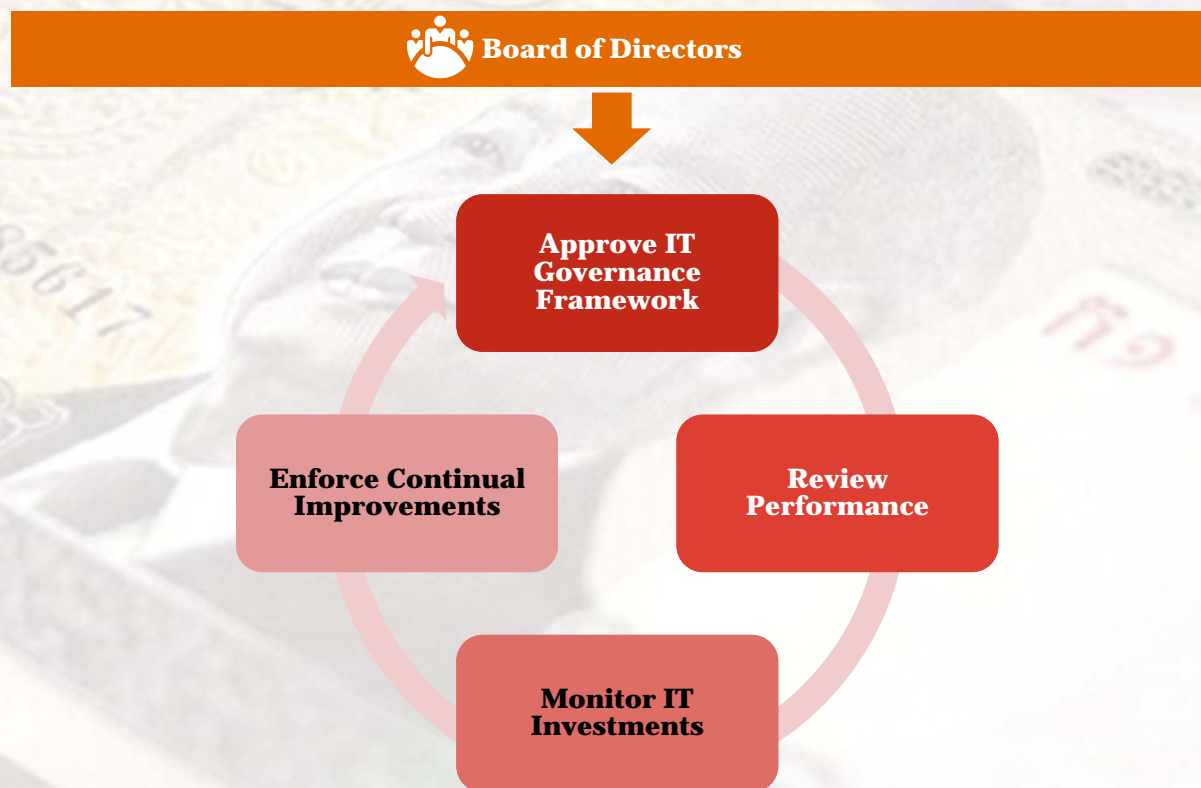 Board of Directors
Approve IT
Governance
Framework
Enforce Continual
Improvements
Review
Performance
Monitor IT
Investments